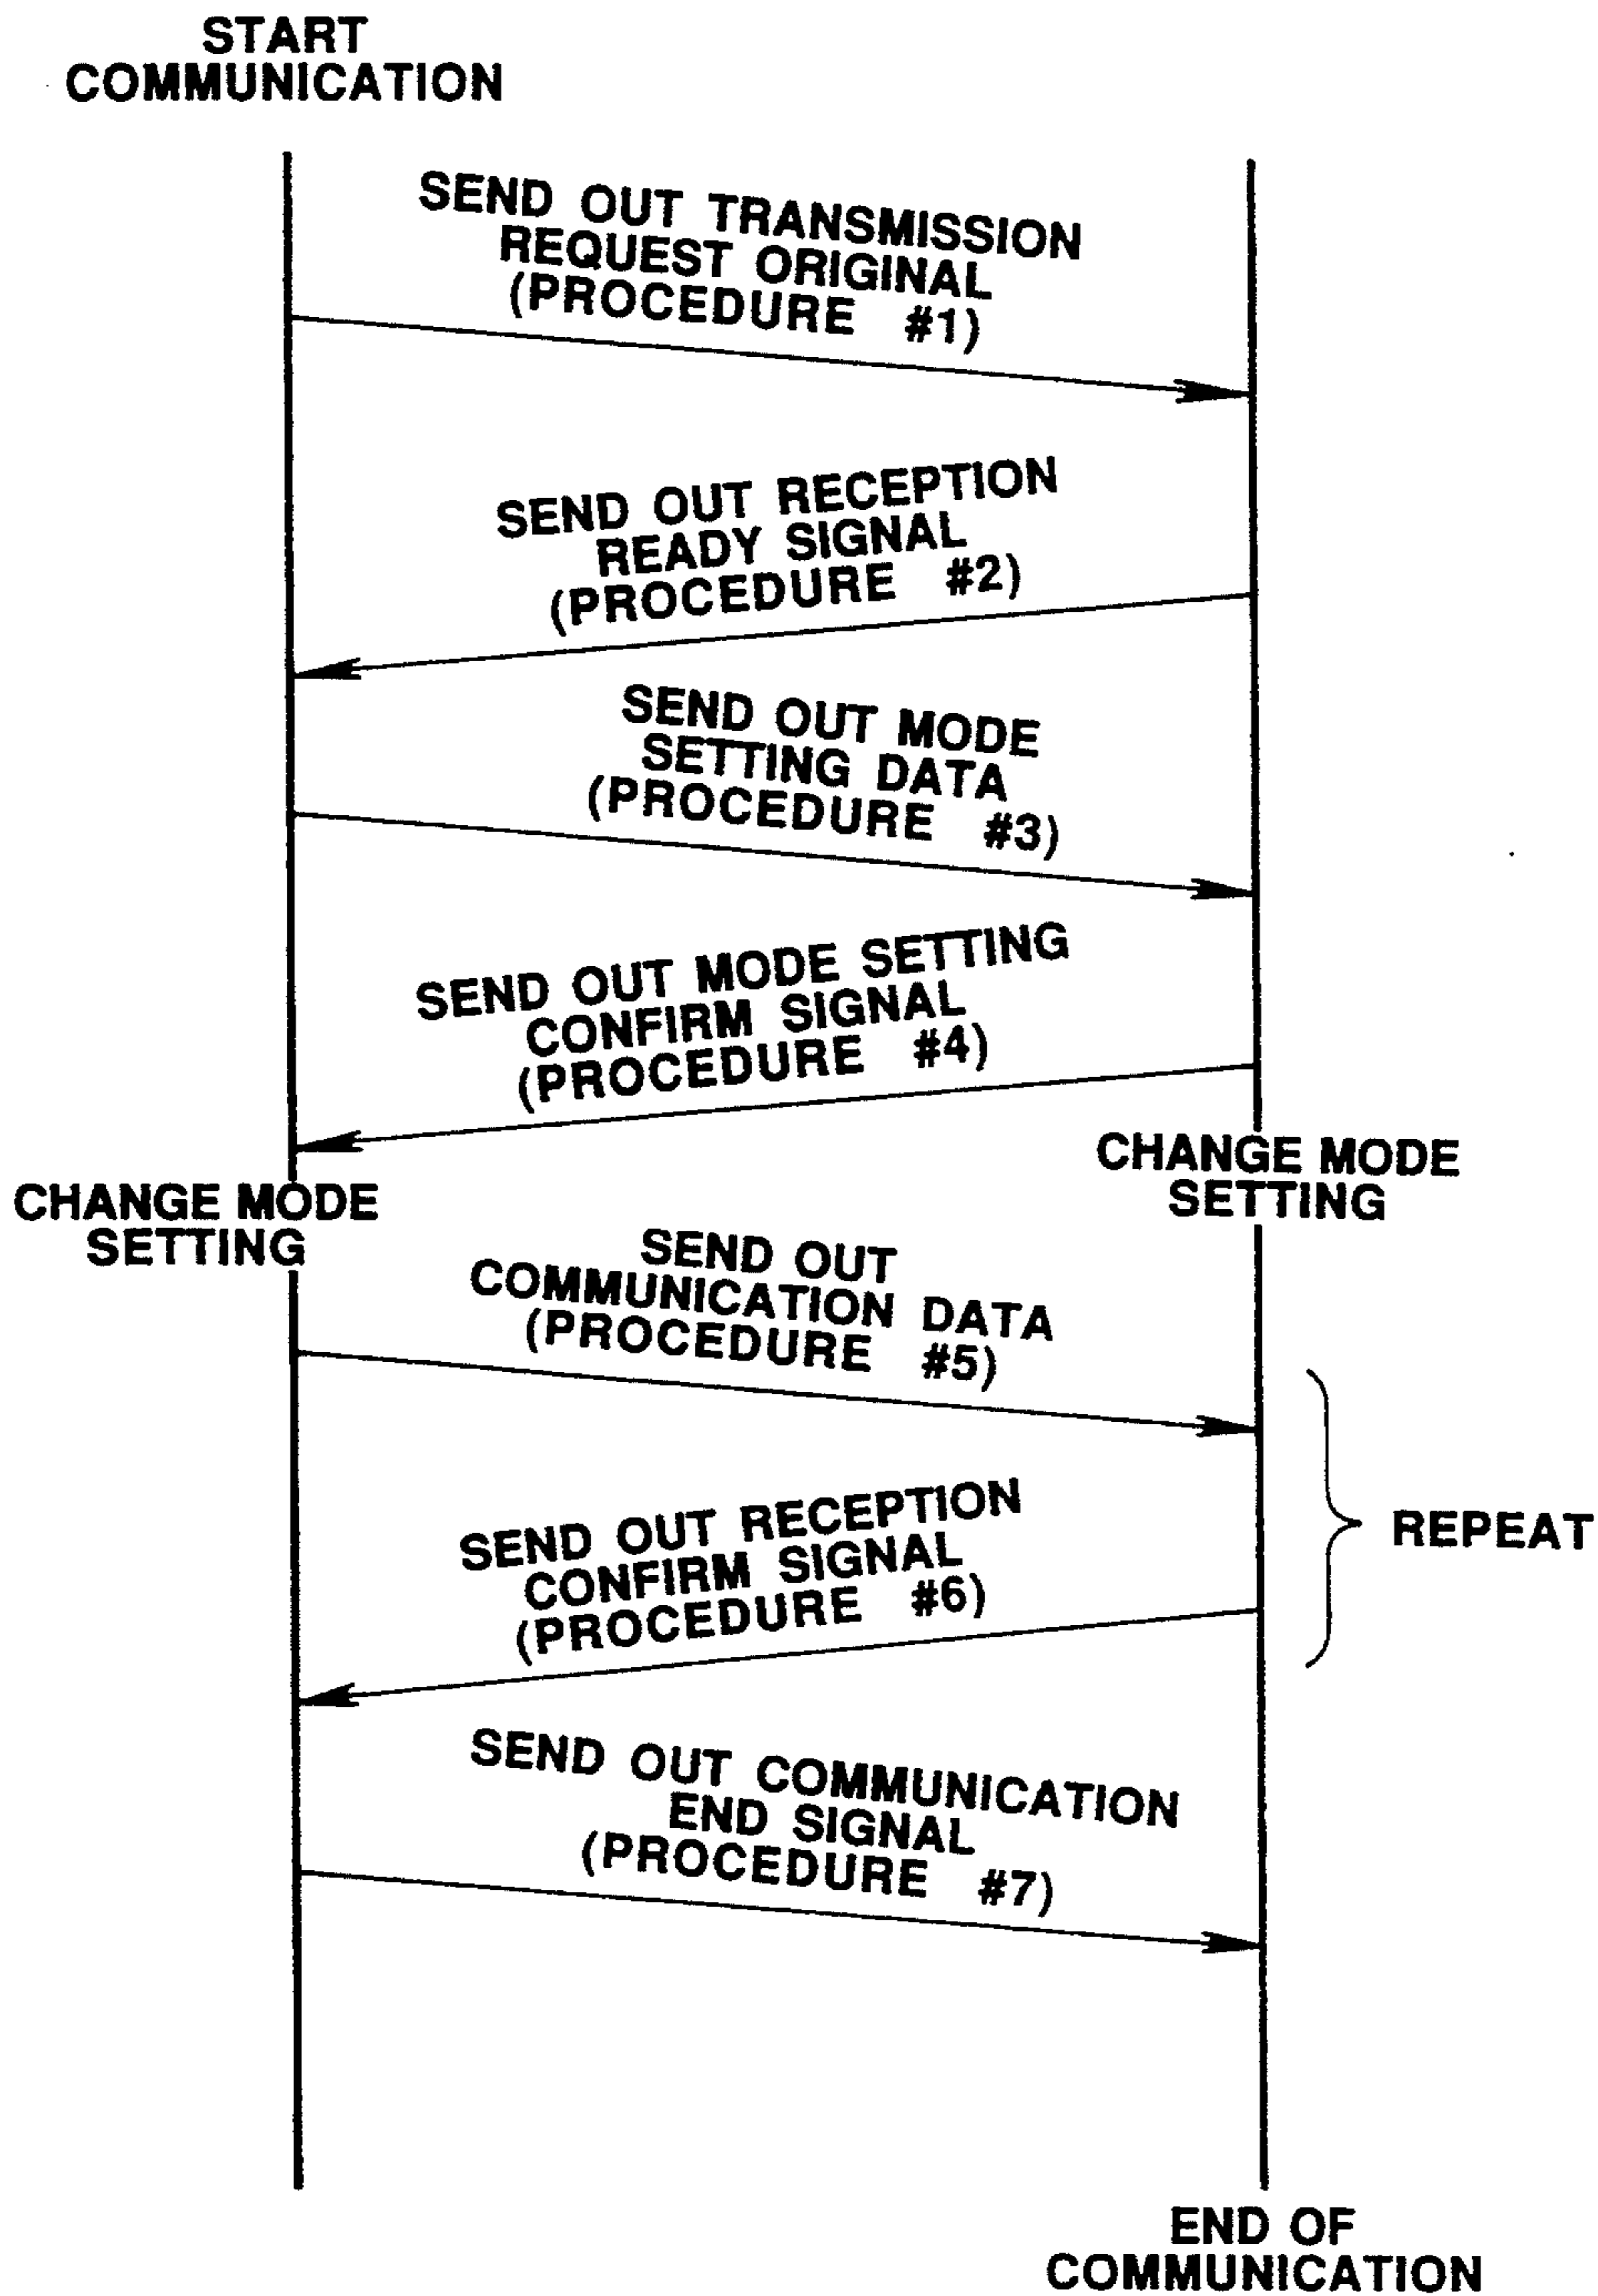 START
COMMUNICATION
SEND OUT TRANSMISSION
REQUEST ORIGINAL
(PROCEDURE #1)
SEND OUT RECEPTION
READY SIGNAL
(PROCEDURE #2)
SEND OUT MODE
SETTING DATA
(PROCEDURE #3)
SEND OUT MODE SETTING
CONFIRM SIGNAL
(PROCEDURE #4)
CHANGE MODE
SETTING
CHANGE MODE
SETTING
SEND OUT
COMMUNICATION DATA
(PROCEDURE #5)
REPEAT
SEND OUT RECEPTION
CONFIRM SIGNAL
(PROCEDURE #6)
SEND OUT COMMUNICATION
END SIGNAL
(PROCEDURE #7)
END OF
COMMUNICATION